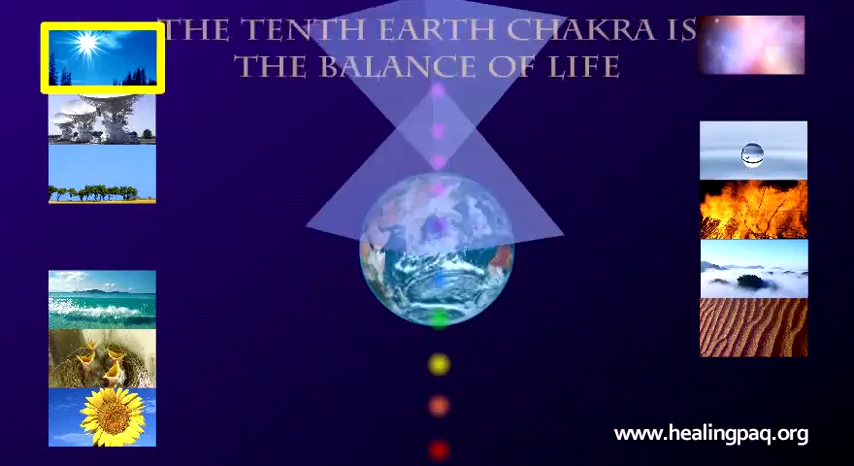 THE TENTH EARTH CHAKRA IS
THE BALANCE OF LIFE
www.healingpaq.org